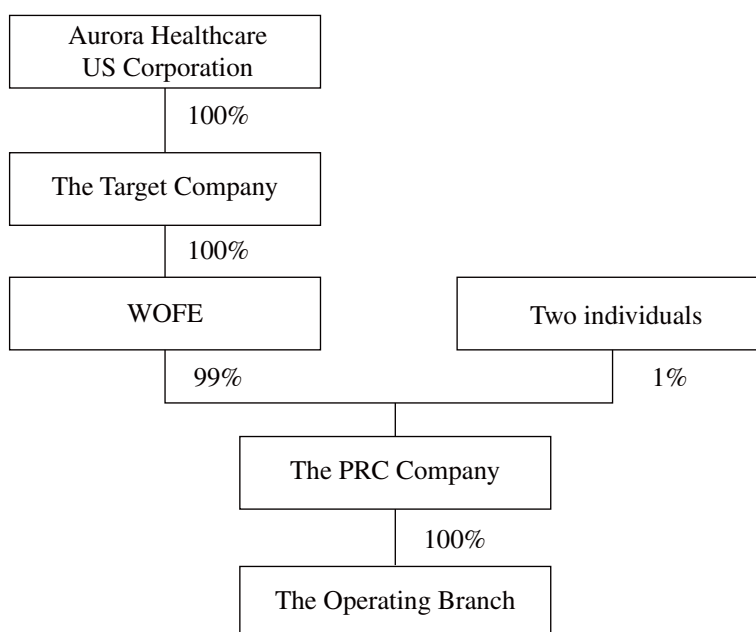 Aurora Healthcare
US Corporation
100%
The Target Company
100%
WOFE
Two individuals
99%
1%
The PRC Company
100%
The Operating Branch